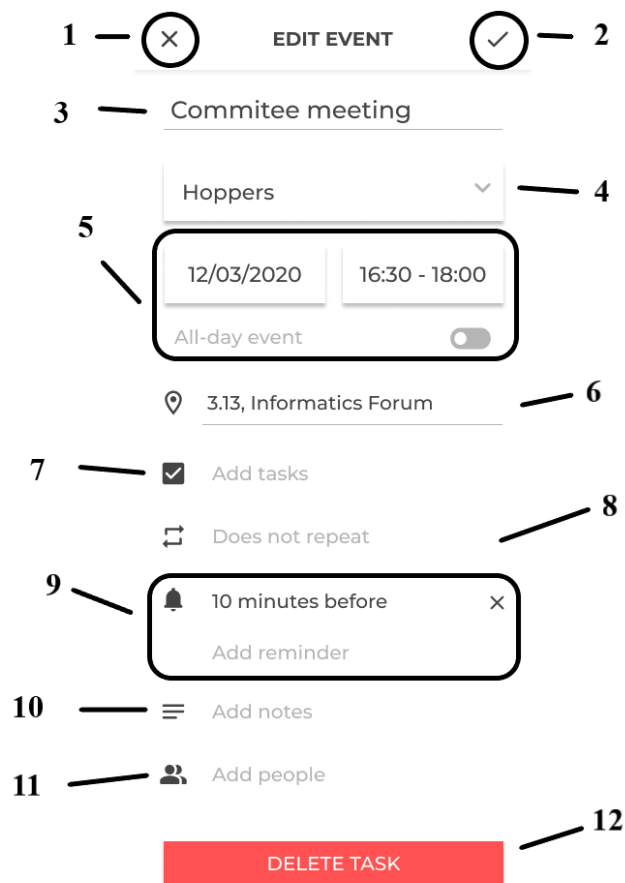 1 EDIT EVENT 2
3 Commitee meeting
Hoppers 4
5
12/03/2020 16:30 - 18:00
All-day event
3.13, Informatics Forum 6
7 Add tasks
8
Does not repeat
9
10 minutes before
Add reminder
10 Add notes
11 Add people
12
DELETE TASK